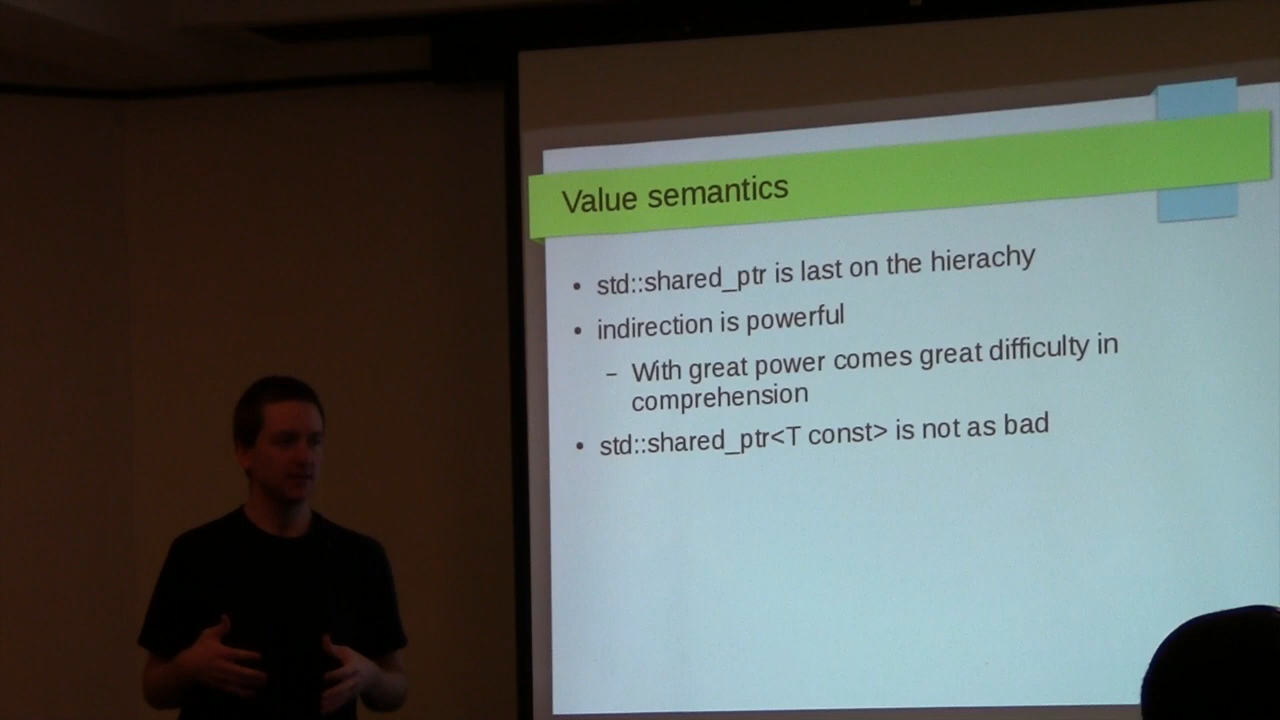 Value semantics
• std::shared_ptr is last on the hierachy
• indirection is powerful
– With great power comes great difficulty in
comprehension
• std::shared_ptr<T const> is not as bad